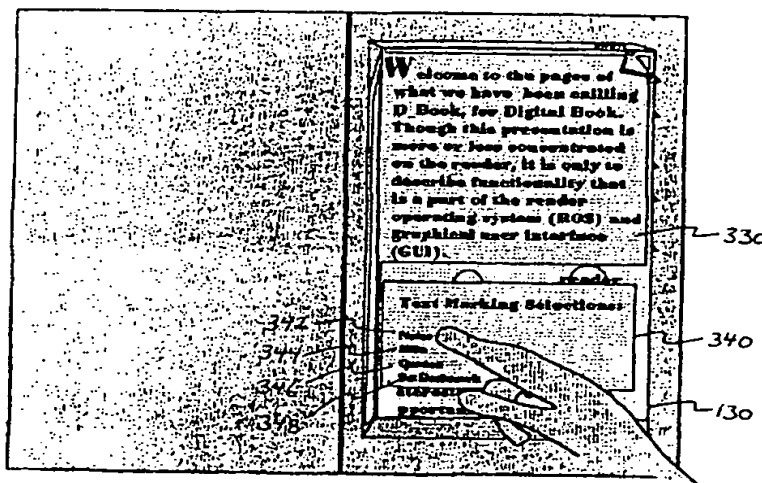 Welcome to the pages of
what we have been calling
D_Book, for Digital Book.
Though this presentation is
more or less concentrated
on the reader, it is only to
describe functionality that
is a part of the reader
operating system (ROS) and
graphical user interface
(GUI).
330
Text Marking Selections:
342
344
346
348
340
130